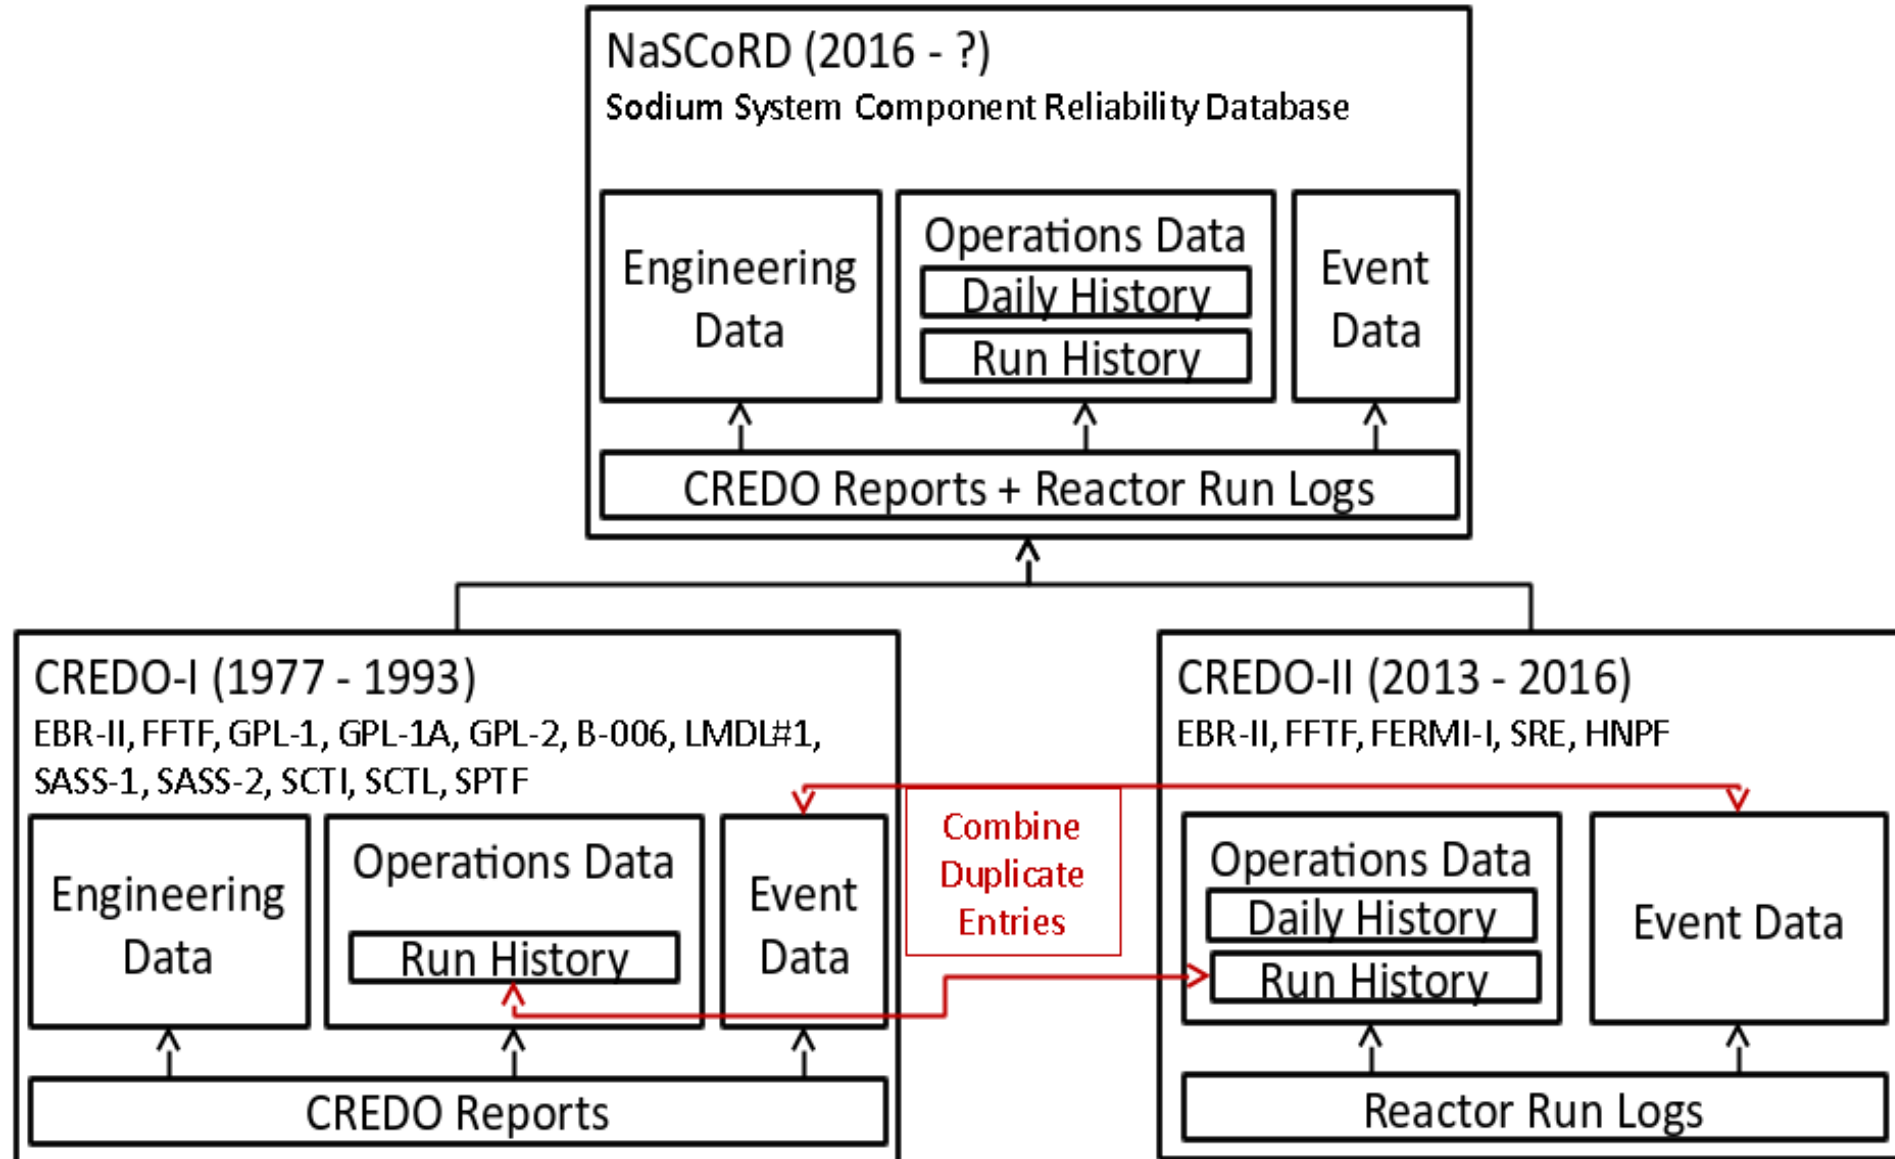 NaSCoRD (2016 - ?)
Sodium System Component Reliability Database
Engineering
Data
Operations Data
Daily History
Run History
Event
Data
CREDO Reports + Reactor Run Logs
CREDO-I (1977 - 1993)
EBR-II, FFTF, GPL-1, GPL-1A, GPL-2, B-006, LMDL#1,
SASS-1, SASS-2, SCTI, SCTL, SPTF
Engineering
Data
Operations Data
Run History
Event
Data
CREDO Reports
Combine
Duplicate
Entries
CREDO-II (2013 - 2016)
EBR-II, FFTF, FERMI-I, SRE, HNPF
Operations Data
Daily History
Run History
Event Data
Reactor Run Logs